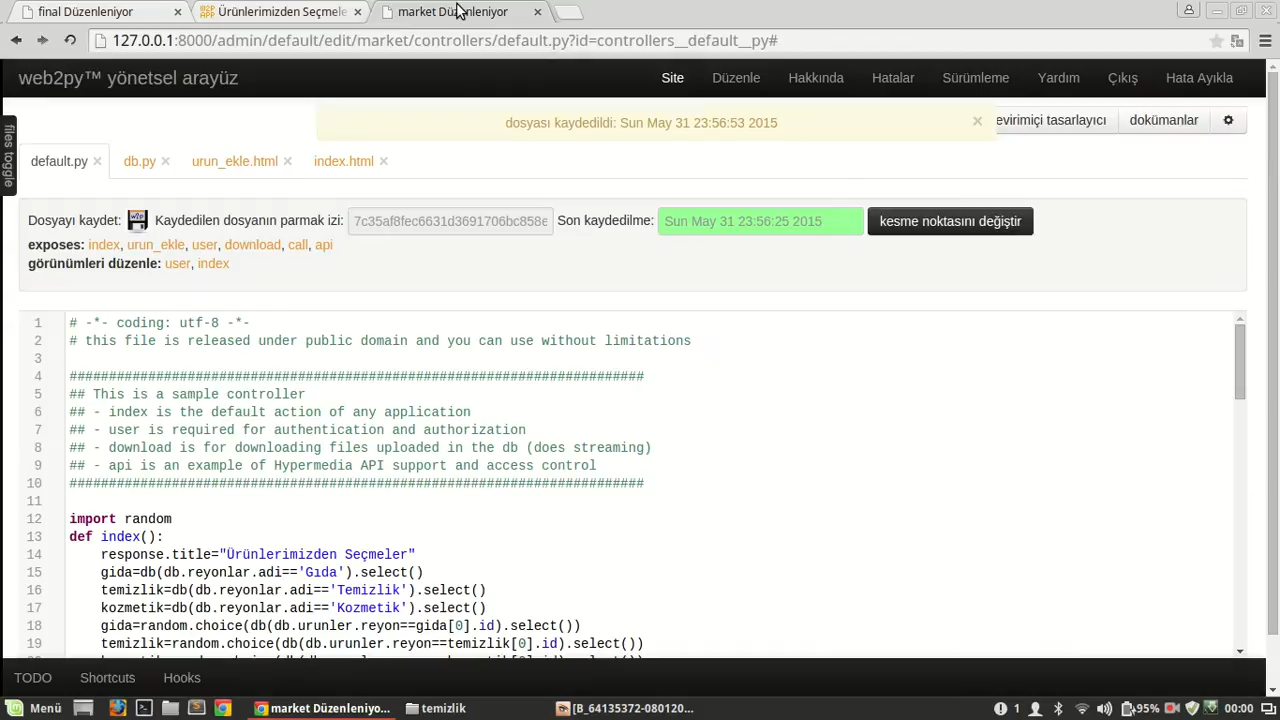 final Düzenleniyor
Ürünlerimizden Seçmele
market Düzenleniyor
127.0.0.1:8000/admin/default/edit/market/controllers/default.py?id=controllers__default__py#
web2py™ yönetsel arayüz
Site Düzenle Hakkında Hatalar Sürümleme Yardım Çıkış Hata Ayıkla
dosyası kaydedildi: Sun May 31 23:56:53 2015 ×
evirimiçi tasarlayıcı dokümanlar
files toggle
default.py × db.py × urun_ekle.html × index.html ×
Dosyayı kaydet: Kaydedilen dosyanın parmak izi: 7c35af8fec6631d3691706bc858e Son kaydedilme: Sun May 31 23:56:25 2015 kesme noktasını değiştir
exposes: index, urun_ekle, user, download, call, api
görünümleri düzenle: user, index
1 # -*- coding: utf-8 -*-
2 # this file is released under public domain and you can use without limitations
3
4 #########################################################################
5 ## This is a sample controller
6 ## - index is the default action of any application
7 ## - user is required for authentication and authorization
8 ## - download is for downloading files uploaded in the db (does streaming)
9 ## - api is an example of Hypermedia API support and access control
10 #########################################################################
11
12 import random
13 def index():
14 response.title="Ürünlerimizden Seçmeler"
15 gida=db(db.reyonlar.adi=='Gıda').select()
16 temizlik=db(db.reyonlar.adi=='Temizlik').select()
17 kozmetik=db(db.reyonlar.adi=='Kozmetik').select()
18 gida=random.choice(db(db.urunler.reyon==gida[0].id).select())
19 temizlik=random.choice(db(db.urunler.reyon==temizlik[0].id).select())
TODO Shortcuts Hooks
Menü market Düzenleniyo... temizlik [B_64135372-080120... 1 95% 00:00